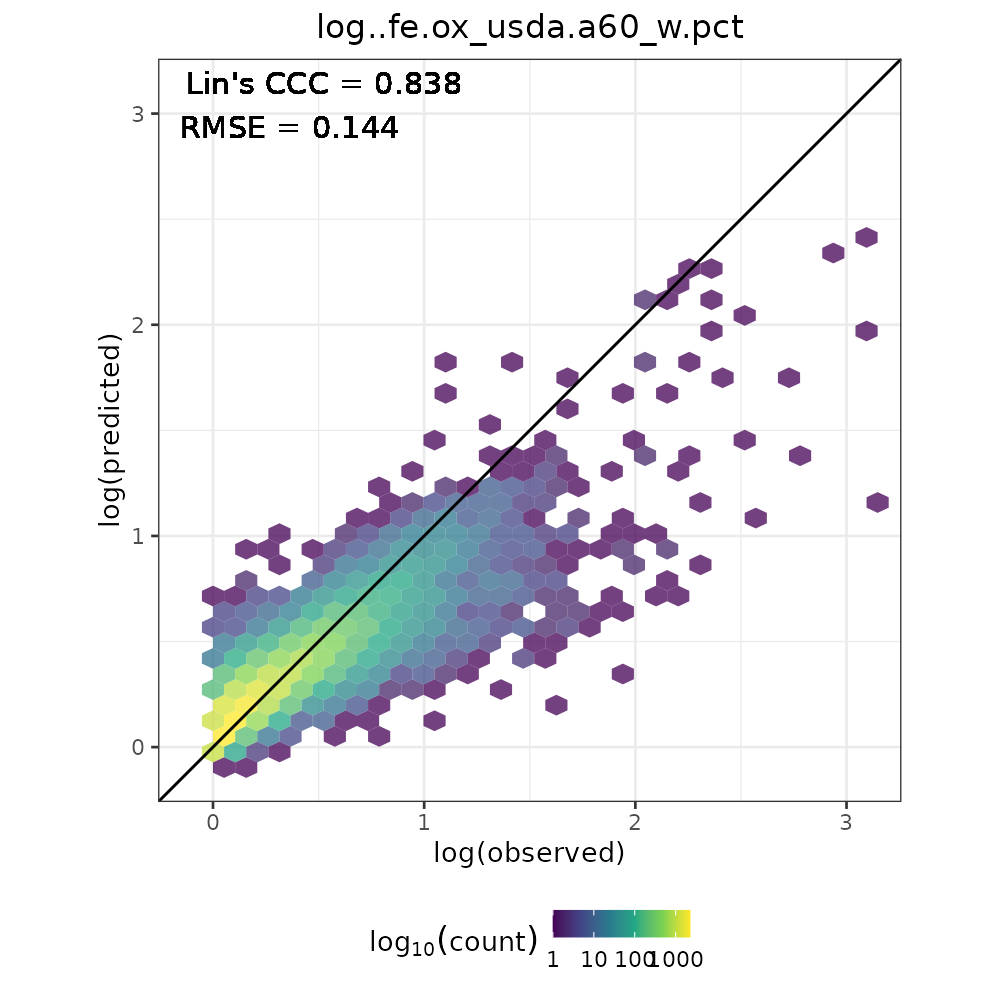 log..fe.ox_usda.a60_w.pct
Lin's CCC = 0.838
RMSE = 0.144
3
2
1
0
log(predicted)
0 1 2 3
log(observed)
log10(count)
1 10 100 1000